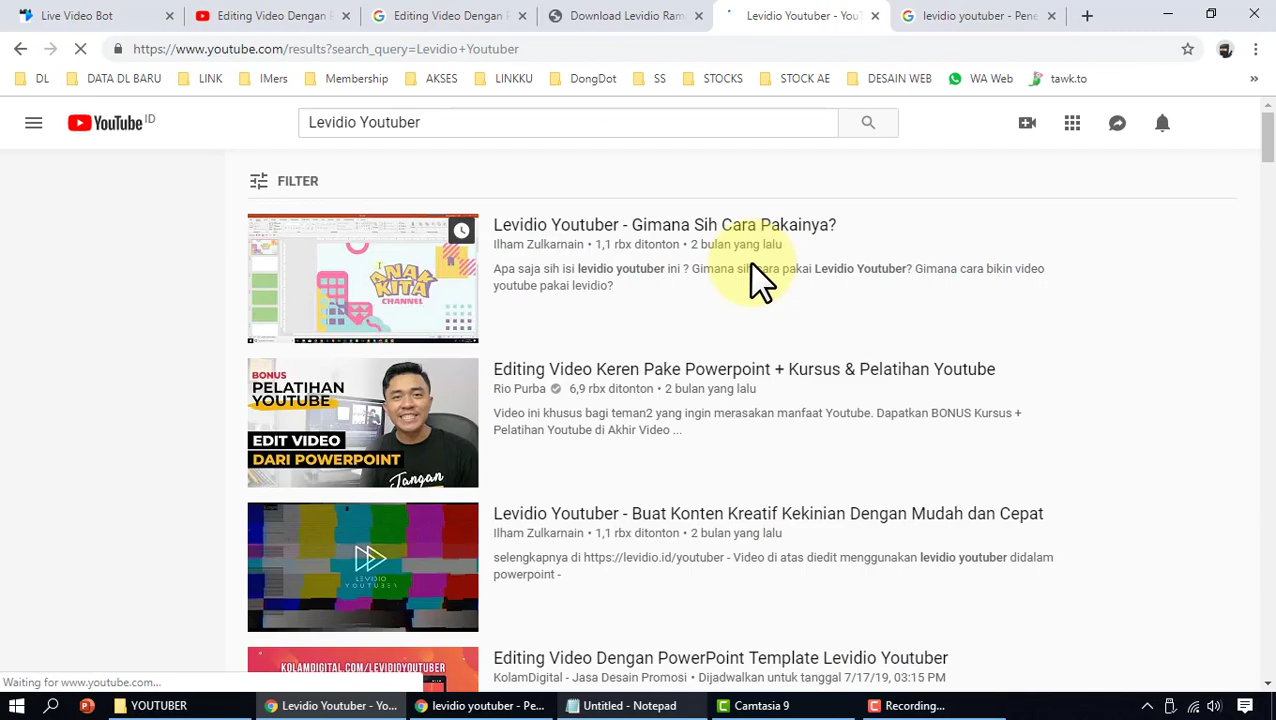 Live Video Bot
Editing Video Dengan
Editing Video Dengan
Download Levidio Ram
Levidio Youtuber - You
levidio youtuber - Pene
https://www.youtube.com/results?search_query=Levidio+Youtuber
DL
DATA DL BARU
LINK
IMers
Membership
AKSES
LINKKU
DongDot
SS
STOCKS
STOCK AE
DESAIN WEB
WA Web
tawk.to
YouTube ID
Levidio Youtuber
FILTER
Levidio Youtuber - Gimana Sih Cara Pakainya?
Ilham Zulkarnain • 1,1 rbx ditonton • 2 bulan yang lalu
Apa saja sih isi levidio youtuber ini ? Gimana sih cara pakai Levidio Youtuber? Gimana cara bikin video
youtube pakai levidio?
ANAK
KITA
CHANNEL
Editing Video Keren Pake Powerpoint + Kursus & Pelatihan Youtube
Rio Purba • 6,9 rbx ditonton • 2 bulan yang lalu
Video ini khusus bagi teman2 yang ingin merasakan manfaat Youtube. Dapatkan BONUS Kursus +
Pelatihan Youtube di Akhir Video ...
BONUS
PELATIHAN
YOUTUBE
EDIT VIDEO
DARI POWERPOINT
Jangan
Levidio Youtuber - Buat Konten Kreatif Kekinian Dengan Mudah dan Cepat
Ilham Zulkarnain • 1,1 rbx ditonton • 2 bulan yang lalu
selengkapnya di https://levidio.id/youtuber - Video di atas diedit menggunakan levidio youtuber didalam
powerpoint -
LEVIDIO
YOUTUBER
Editing Video Dengan PowerPoint Template Levidio Youtuber
KolamDigital - Jasa Desain Promosi • Dijadwalkan untuk tanggal 7/17/19, 03:15 PM
KOLAMDIGITAL.COM/LEVIDIOYOUTUBER
Waiting for www.youtube.com...
YOUTUBER
Levidio Youtuber - Yo...
levidio youtuber - Pe...
Untitled - Notepad
Camtasia 9
Recording...